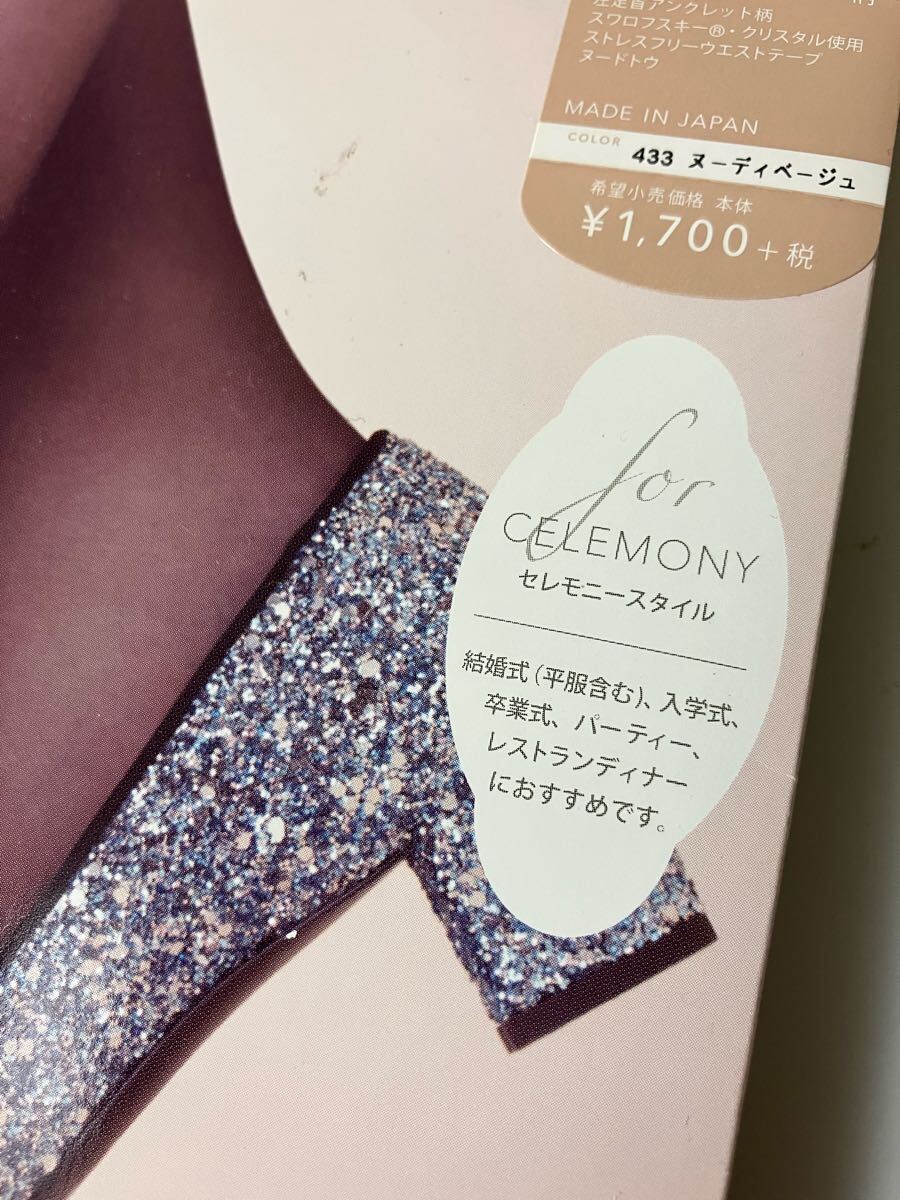 左足首アンクレット柄
スワロフスキー®・クリスタル使用
ストレスフリーウエストテープ
ヌードトウ
MADE IN JAPAN
COLOR
433 ヌーディベージュ
希望小売価格 本体
¥1,700+税
for
CELEMONY
セレモニースタイル
結婚式(平服含む)、入学式、
卒業式、パーティー、
レストランディナー
におすすめです。